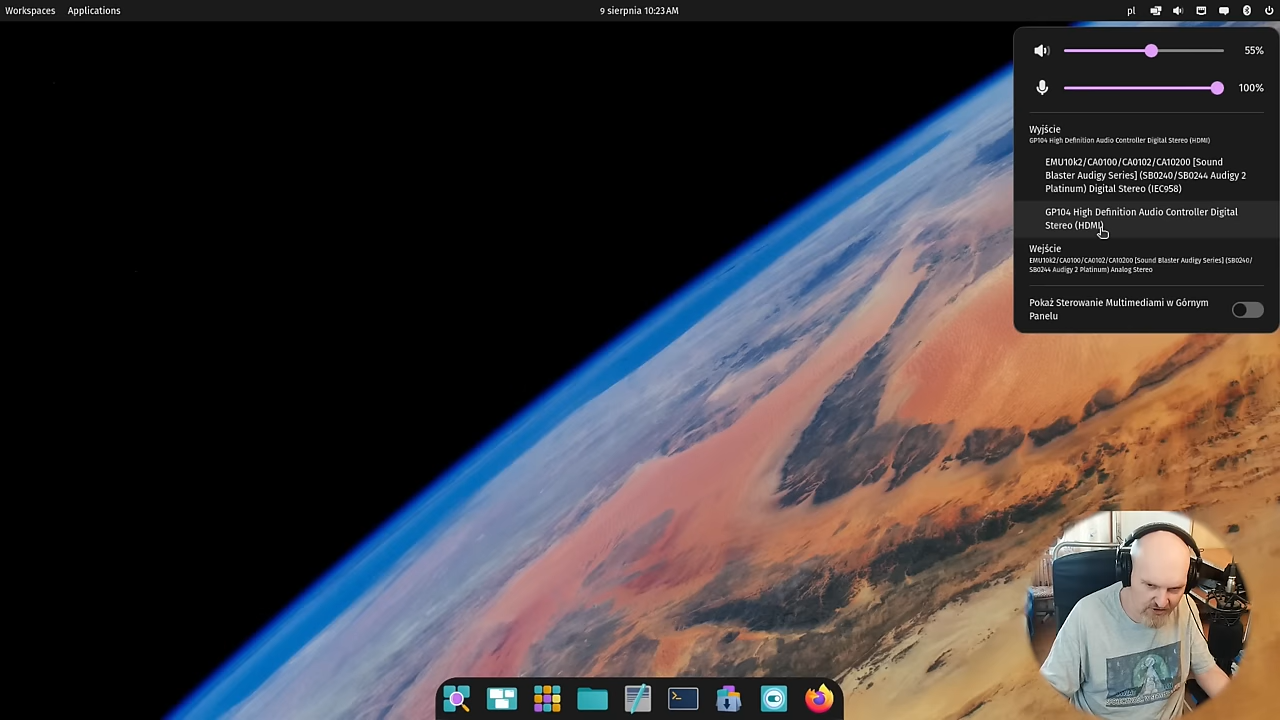 Workspaces Applications 9 sierpnia 10:23 AM pl
55%
100%
Wyjście
GP104 High Definition Audio Controller Digital Stereo (HDMI)
EMU10k2/CA0100/CA0102/CA10200 [Sound
Blaster Audigy Series] (SB0240/SB0244 Audigy 2
Platinum) Digital Stereo (IEC958)
GP104 High Definition Audio Controller Digital
Stereo (HDMI)
Wejście
EMU10k2/CA0100/CA0102/CA10200 [Sound Blaster Audigy Series] (SB0240/
SB0244 Audigy 2 Platinum) Analog Stereo
Pokaż Sterowanie Multimediami w Górnym
Panelu